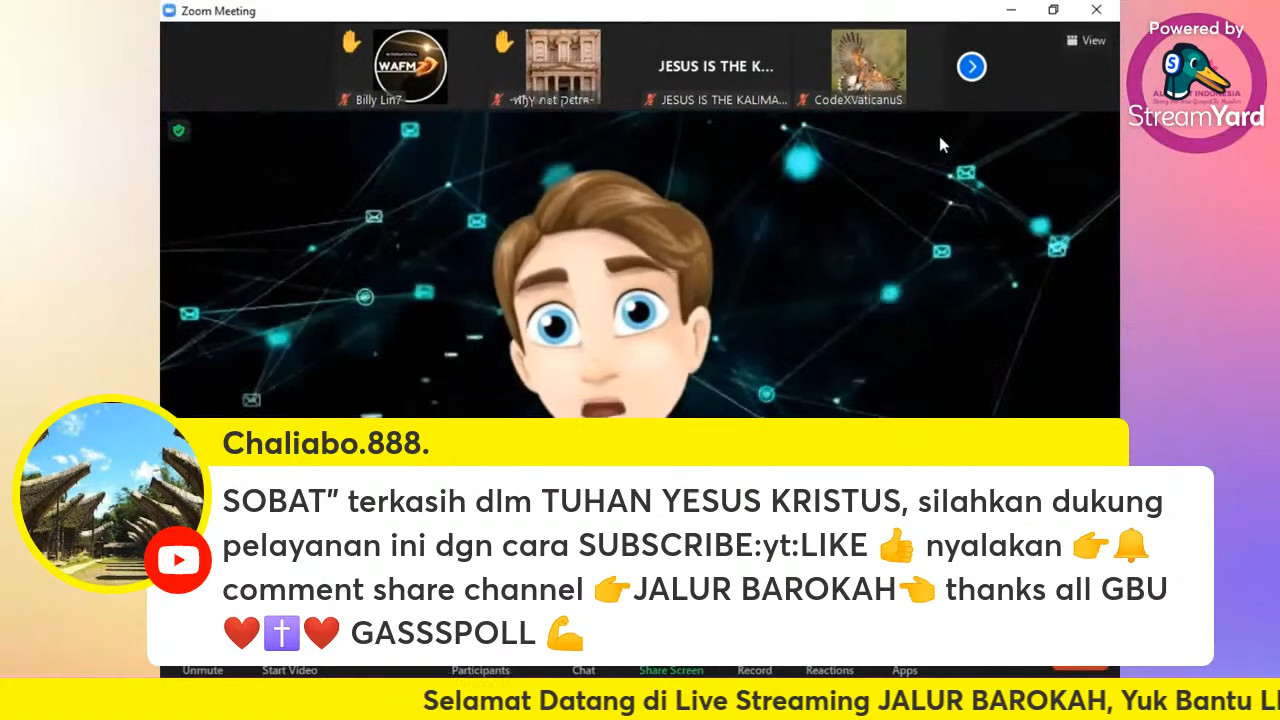 Zoom Meeting
View
Powered by
StreamYard
WAFM
JESUS IS THE K...
Billy Lin7
JESUS IS THE KALIMA...
CodeXVaticanuS
Chaliabo.888.
SOBAT” terkasih dlm TUHAN YESUS KRISTUS, silahkan dukung
pelayanan ini dgn cara SUBSCRIBE:yt:LIKE 👍 nyalakan 👉🔔
comment share channel 👉JALUR BAROKAH👈 thanks all GBU
❤️✝️❤️ GASSSPOLL 💪
Unmute Start Video Participants Chat Share Screen Record Reactions Apps
Selamat Datang di Live Streaming JALUR BAROKAH, Yuk Bantu Li